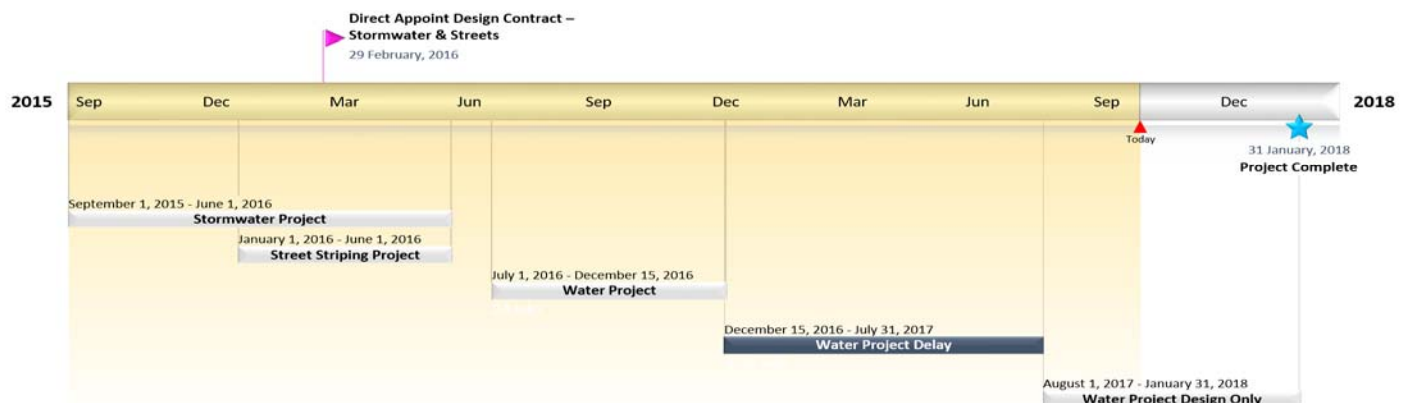 Direct Appoint Design Contract –
Stormwater & Streets
29 February, 2016
2015 Sep Dec Mar Jun Sep Dec Mar Jun Sep Dec 2018
Today
31 January, 2018
Project Complete
September 1, 2015 - June 1, 2016
Stormwater Project
January 1, 2016 - June 1, 2016
Street Striping Project
July 1, 2016 - December 15, 2016
Water Project
December 15, 2016 - July 31, 2017
Water Project Delay
August 1, 2017 - January 31, 2018
Water Project Design Only